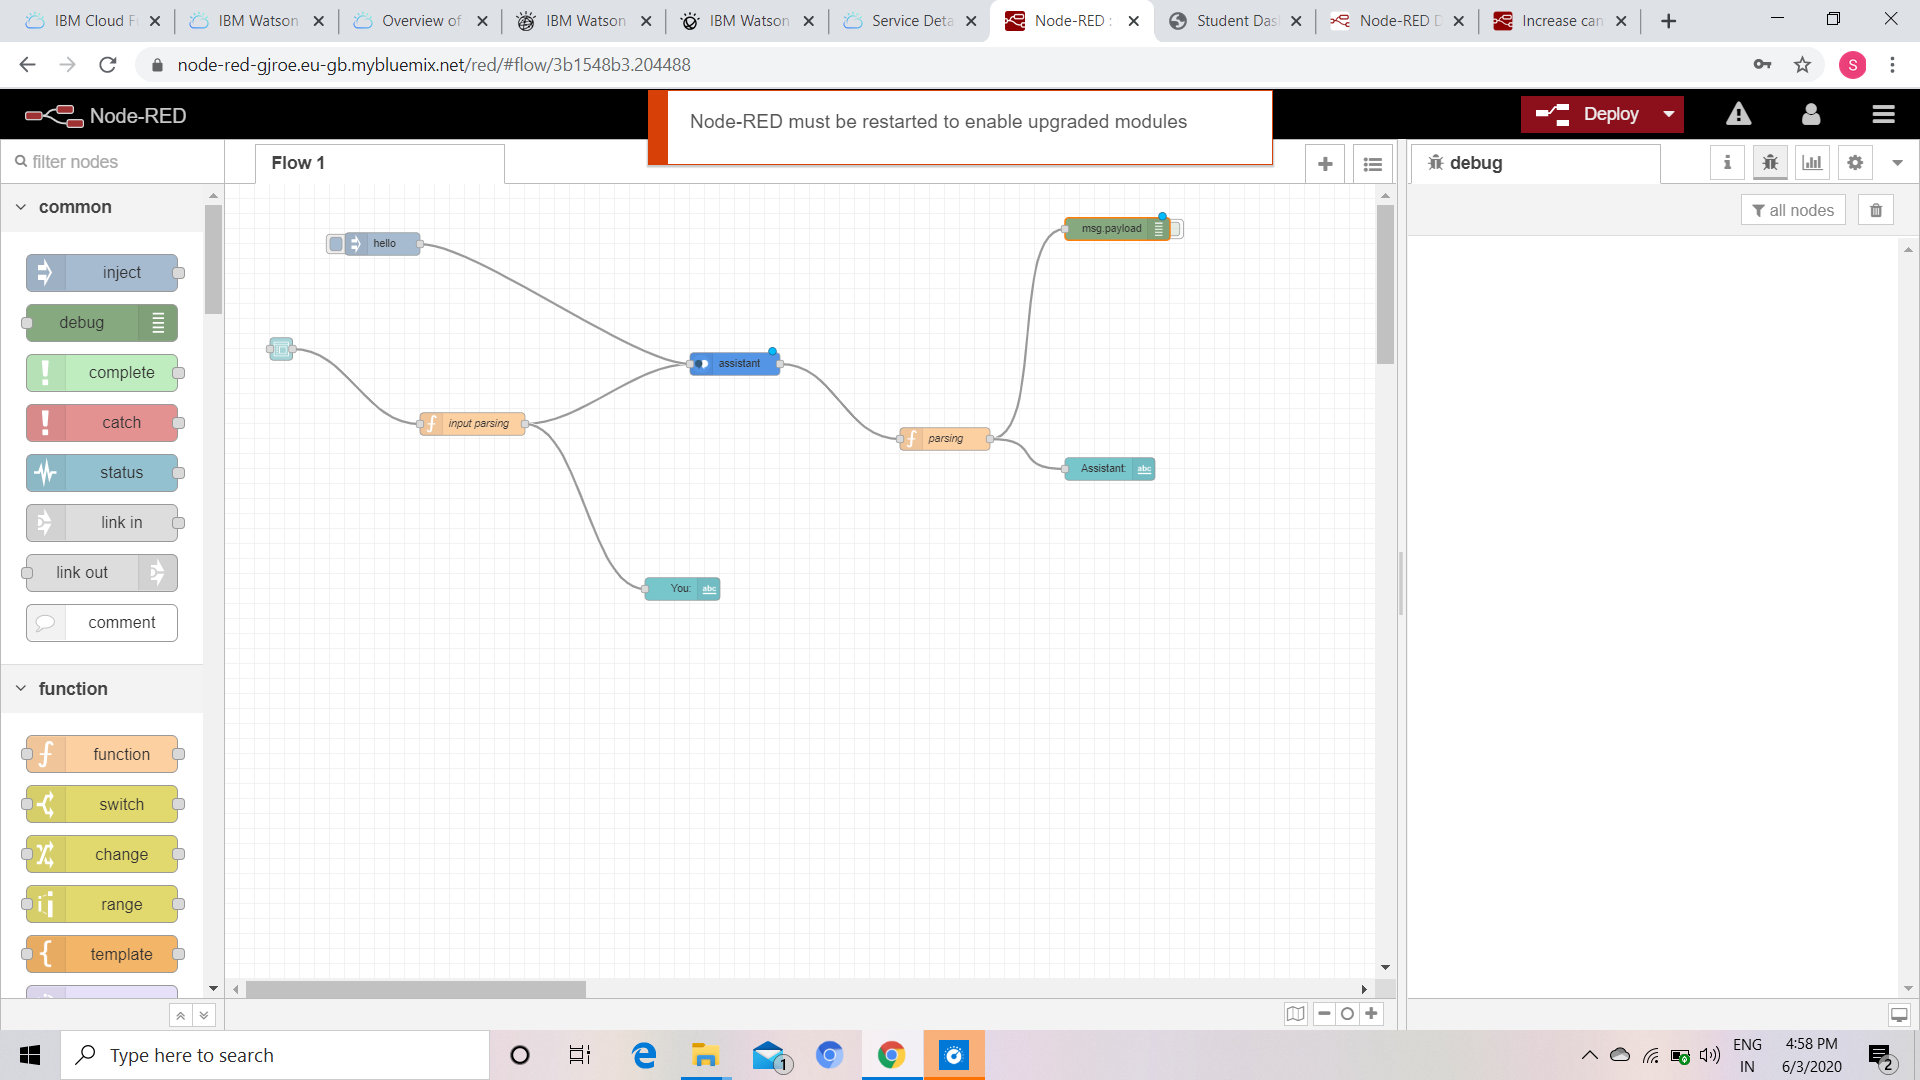 IBM Cloud F
IBM Watson
Overview of
IBM Watson
IBM Watson
Service Deta
Node-RED :
Student Das
Node-RED D
Increase can
node-red-gjroe.eu-gb.mybluemix.net/red/#flow/3b1548b3.204488
S
Node-RED
Node-RED must be restarted to enable upgraded modules
Deploy
filter nodes
Flow 1
debug
i
all nodes
common
inject
debug
complete
catch
status
link in
link out
comment
function
function
switch
change
range
template
hello
msg.payload
assistant
input parsing
parsing
Assistant:
abc
You:
abc
Type here to search
1
ENG
IN
4:58 PM
6/3/2020
2